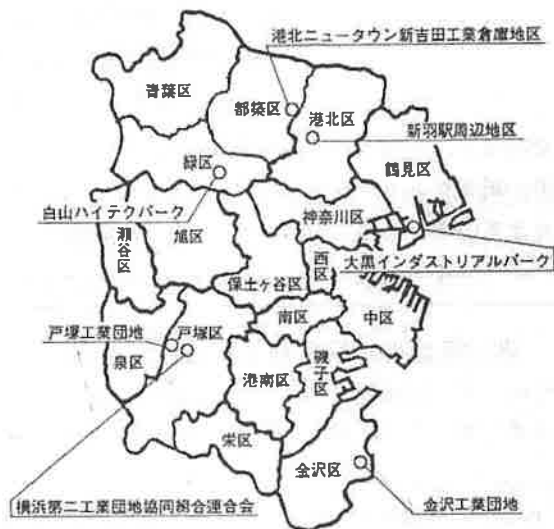 港北ニュータウン新吉田工業倉庫地区
青葉区
都築区
港北区
新羽駅周辺地区
緑区
鶴見区
白山ハイテクパーク
神奈川区
瀬谷区
旭区
西区
大黒インダストリアルパーク
保土ヶ谷区
戸塚工業団地
戸塚区
南区
中区
泉区
港南区
磯子区
栄区
金沢区
横浜第二工業団地協同組合連合会
金沢工業団地